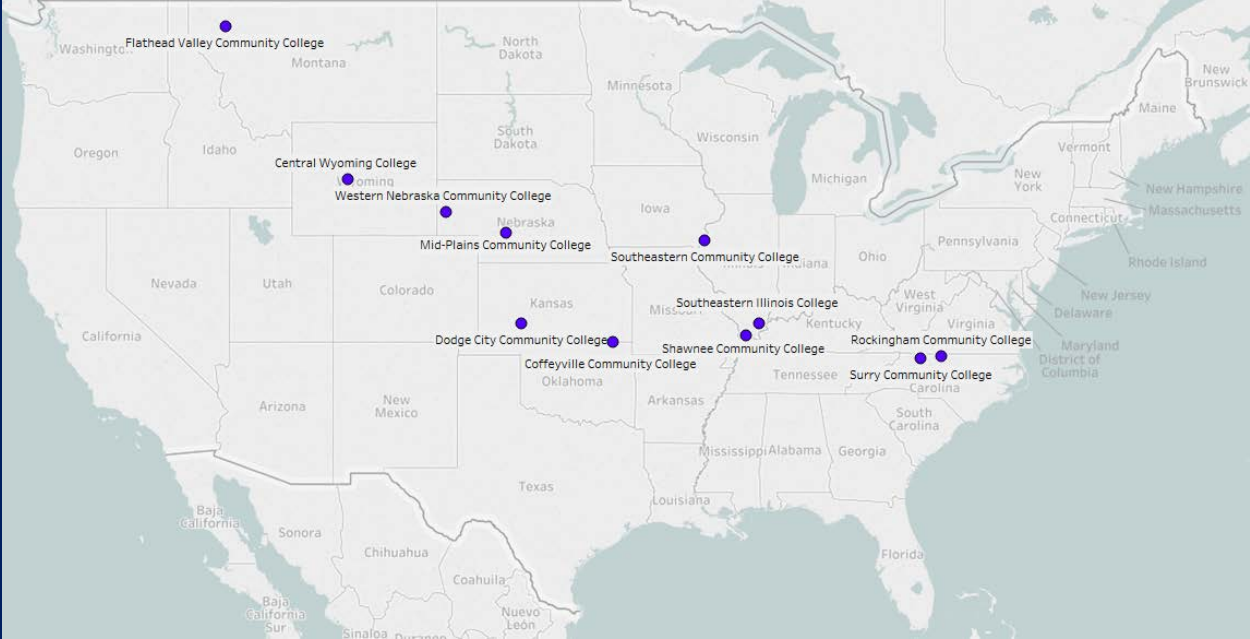 Washington
Flathead Valley Community College
Montana
North
Dakota
Minnesota
New
Brunswick
Maine
Oregon
Idaho
South
Dakota
Wisconsin
Vermont
Central Wyoming College
Wyoming
Western Nebraska Community College
Michigan
New
York
New Hampshire
Massachusetts
Iowa
Nebraska
Connecticut
Mid-Plains Community College
Southeastern Community College
Illinois
Indiana
Ohio
Pennsylvania
Rhode Island
Nevada
Utah
Colorado
Kansas
Southeastern Illinois College
West
Virginia
New Jersey
Delaware
California
Missouri
Kentucky
Virginia
Dodge City Community College
Shawnee Community College
Rockingham Community College
Maryland
District of
Columbia
Coffeyville Community College
Surry Community College
Oklahoma
Tennessee
Carolina
Arizona
New
Mexico
Arkansas
South
Carolina
Mississippi
Alabama
Georgia
Texas
Louisiana
Baja
California
Sonora
Chihuahua
Florida
Coahuila
Baja
California
Sur
Nuevo
León
Sinaloa
Durango